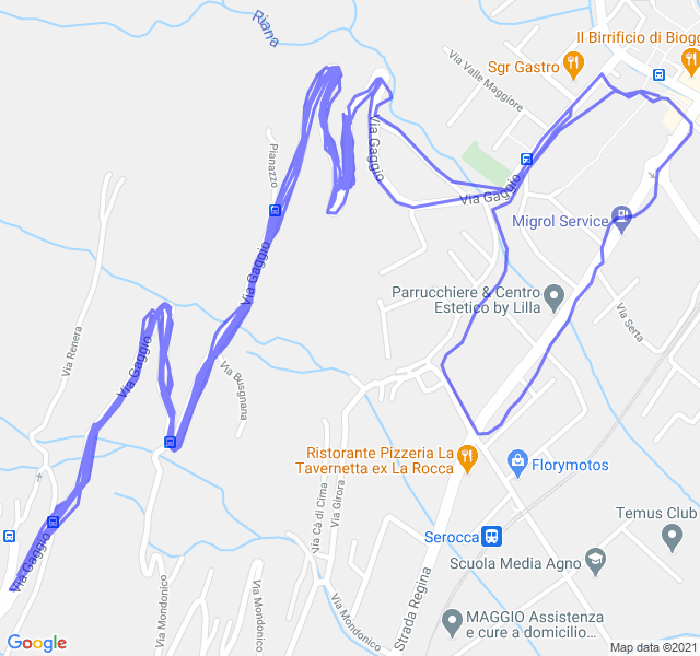 Riana
Il Birrificio di Biogg
Sgr Gastro
Via Valle Maggiore
Via Gaggio
Pianazzo
Via Gaggio
Migrol Service
Via Gaggio
Parrucchiere & Centro
Estetico by Lilla
Via Serta
Via Renera
Via Gaggio
Via Busgnana
Ristorante Pizzeria La
Tavernetta ex La Rocca
Florymotos
Via Cà di Cima
Via Girora
Temus Club
Serocca
Via Gaggio
Scuola Media Agno
Strada Regina
Via Mondonico
Via Mondonico
Via Mondonico
MAGGIO Assistenza
e cure a domicilio...
Google
Map data ©2021